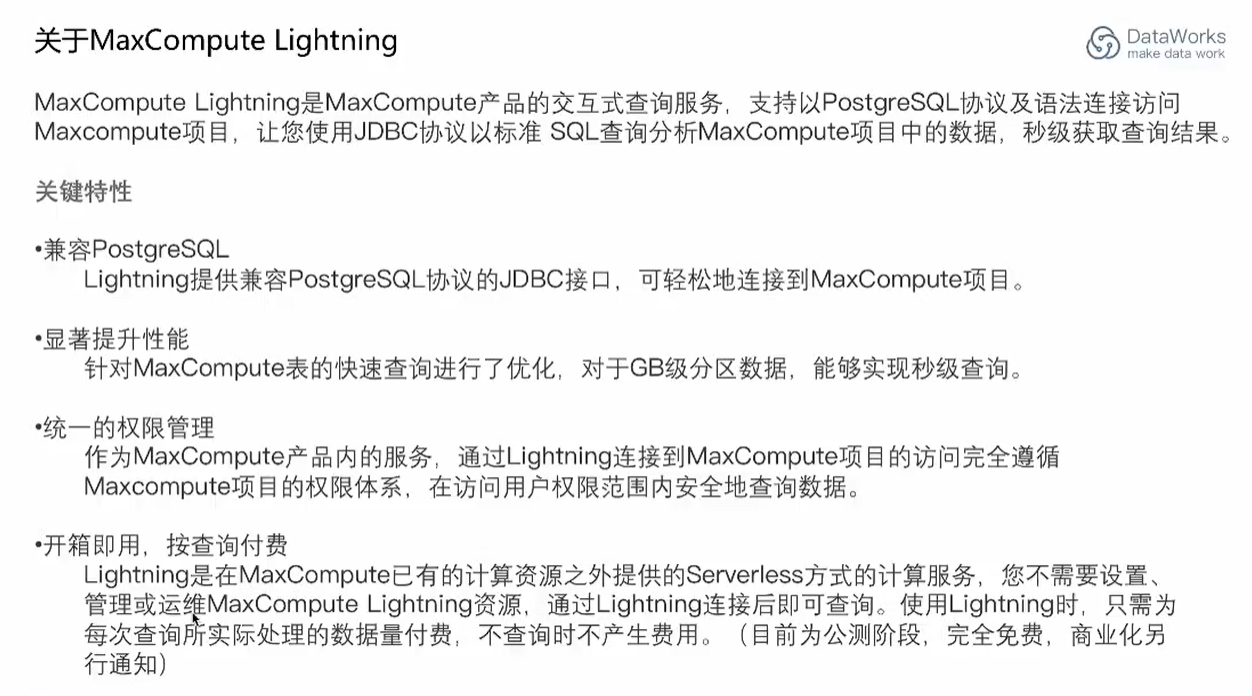 关于MaxCompute Lightning
DataWorks
make data work
MaxCompute Lightning是MaxCompute产品的交互式查询服务，支持以PostgreSQL协议及语法连接访问
Maxcompute项目，让您使用JDBC协议以标准 SQL查询分析MaxCompute项目中的数据，秒级获取查询结果。
关键特性
•兼容PostgreSQL
Lightning提供兼容PostgreSQL协议的JDBC接口，可轻松地连接到MaxCompute项目。
•显著提升性能
针对MaxCompute表的快速查询进行了优化，对于GB级分区数据，能够实现秒级查询。
•统一的权限管理
作为MaxCompute产品内的服务，通过Lightning连接到MaxCompute项目的访问完全遵循
Maxcompute项目的权限体系，在访问用户权限范围内安全地查询数据。
•开箱即用，按查询付费
Lightning是在MaxCompute已有的计算资源之外提供的Serverless方式的计算服务，您不需要设置、
管理或运维MaxCompute Lightning资源，通过Lightning连接后即可查询。使用Lightning时，只需为
每次查询所实际处理的数据量付费，不查询时不产生费用。（目前为公测阶段，完全免费，商业化另
行通知）